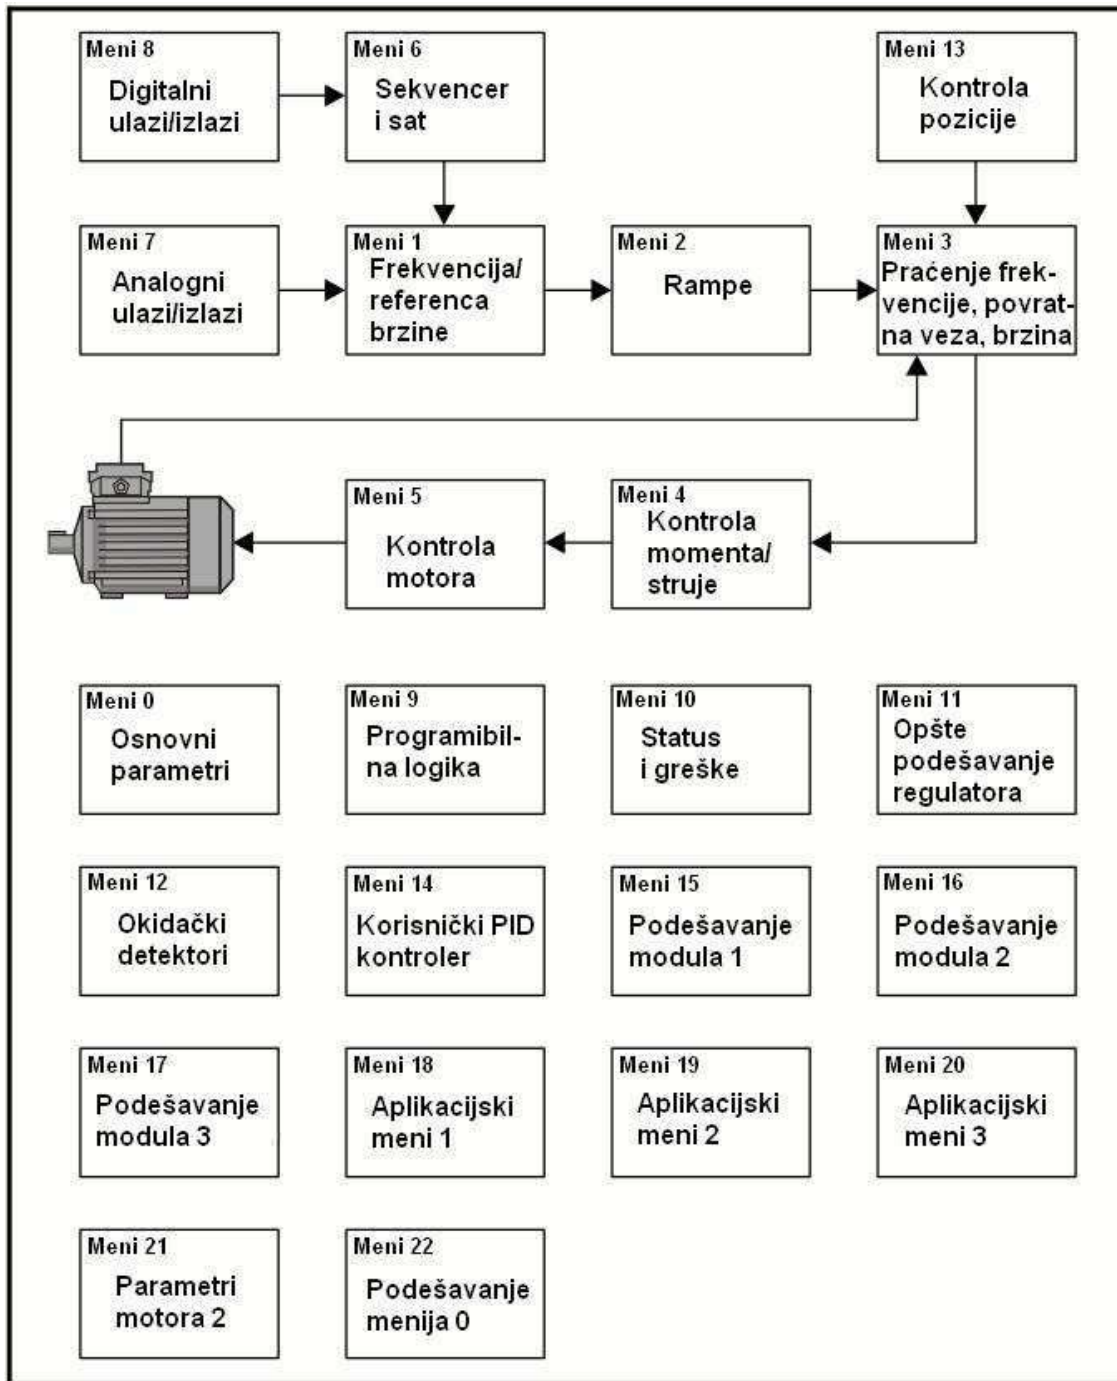 Meni 8
Digitalni
ulazi/izlazi
Meni 6
Sekvencer
i sat
Meni 13
Kontrola
pozicije
Meni 7
Analogni
ulazi/izlazi
Meni 1
Frekvencija/
referenca
brzine
Meni 2
Rampe
Meni 3
Praćenje frek-
vencije, povrat-
na veza, brzina
Meni 5
Kontrola
motora
Meni 4
Kontrola
momenta/
struje
Meni 0
Osnovni
parametri
Meni 9
Programibil-
na logika
Meni 10
Status
i greške
Meni 11
Opšte
podešavanje
regulatora
Meni 12
Okidački
detektori
Meni 14
Korisnički PID
kontroler
Meni 15
Podešavanje
modula 1
Meni 16
Podešavanje
modula 2
Meni 17
Podešavanje
modula 3
Meni 18
Aplikacijski
meni 1
Meni 19
Aplikacijski
meni 2
Meni 20
Aplikacijski
meni 3
Meni 21
Parametri
motora 2
Meni 22
Podešavanje
menija 0